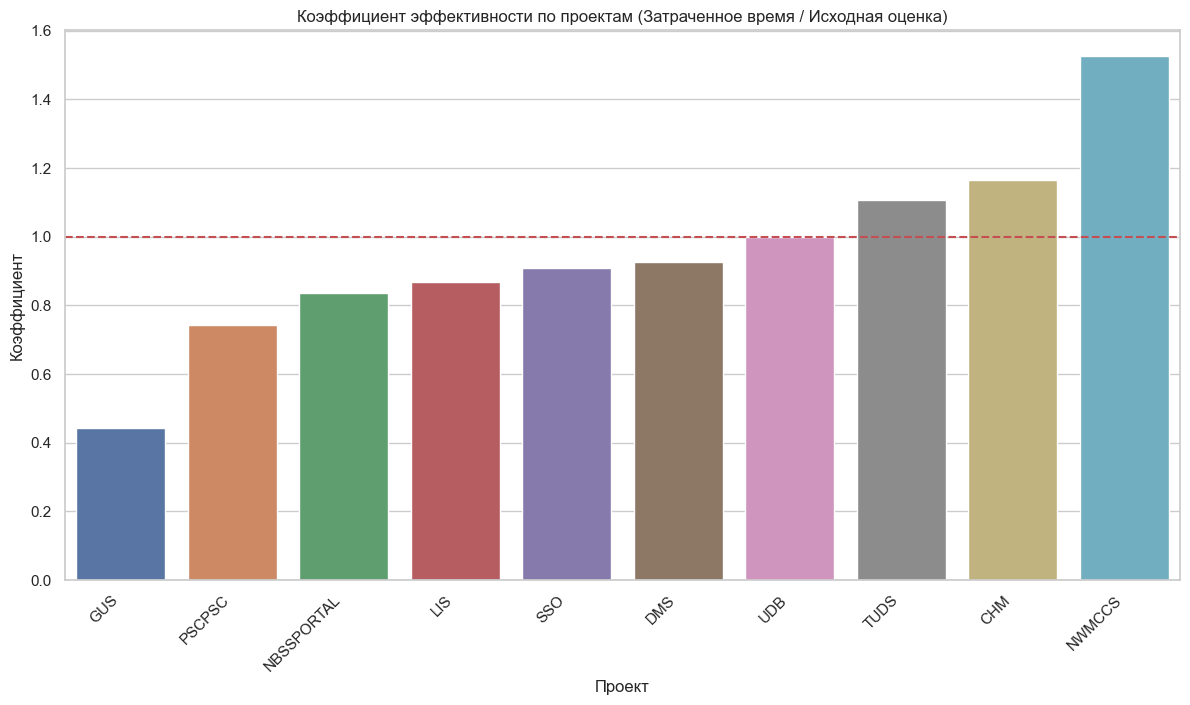 Коэффициент эффективности по проектам (Затраченное время / Исходная оценка)
1.6
1.4
1.2
1.0
0.8
0.6
0.4
0.2
0.0
Коэффициент
GUS
PSCPSC
NBSSPORTAL
LIS
SSO
DMS
UDB
TUDS
CHM
NWMCCS
Проект